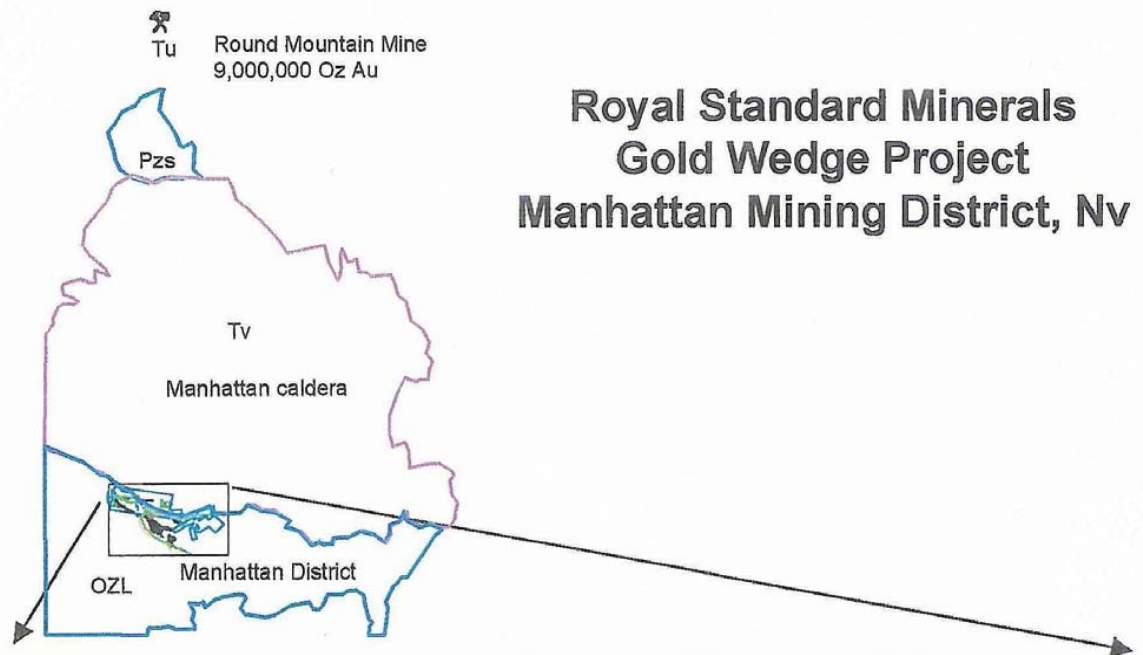 Tu
Round Mountain Mine
9,000,000 Oz Au
Royal Standard Minerals
Gold Wedge Project
Manhattan Mining District, Nv
Pzs
Tv
Manhattan caldera
Manhattan District
OZL